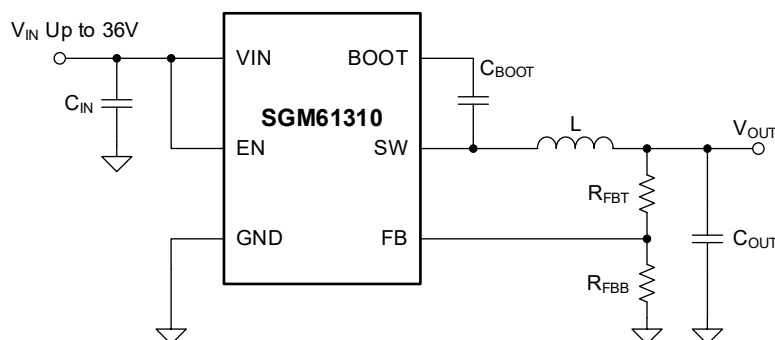 VIN Up to 36V
VIN
BOOT
CBOOT
CIN
SGM61310
L
VOUT
EN
SW
RFBT
GND
FB
COUT
RFBB